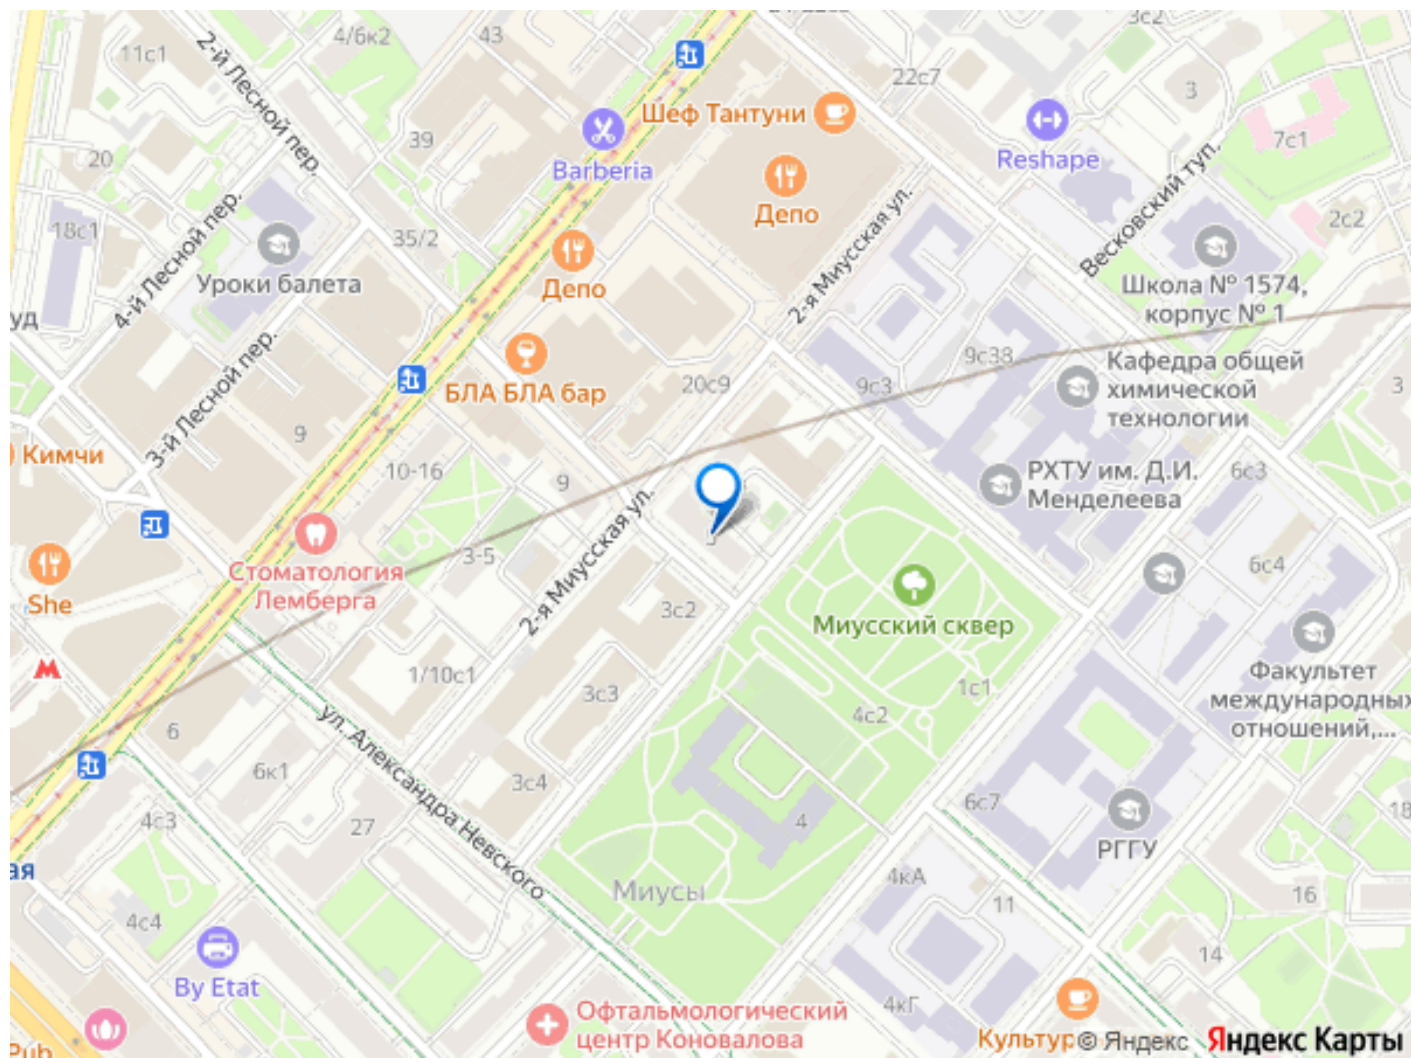 3с2
4/6к2
43
11с1
2-й Лесной пер.
22с7
3
Шеф Тантуни
Reshape
7с1
39
20
Barberia
Весковский туп.
Депо
2-я Миусская ул.
4-й Лесной пер.
18с1
35/2
2с2
Уроки балета
Депо
Школа № 1574,
корпус № 1
уд
3-й Лесной пер.
БЛА БЛА бар
20с9
9с3
9с38
Кафедра общей
химической
технологии
3
9
Кимчи
10-16
9
РХТУ им. Д.И.
Менделеева
6с3
2-я Миусская ул.
3-5
Стоматология
Лемберга
She
3с2
Миусский сквер
6с4
1/10с1
3с3
1с1
4с2
Факультет
международных
отношений,...
6
ул. Александра Невского
6к1
3с4
6с7
4с3
27
4
РГГУ
18
ая
Миусы
4кА
11
16
4с4
14
By Etat
4кГ
Офтальмологический
центр Коновалова
Культур
Pub
© Яндекс Яндекс Карты